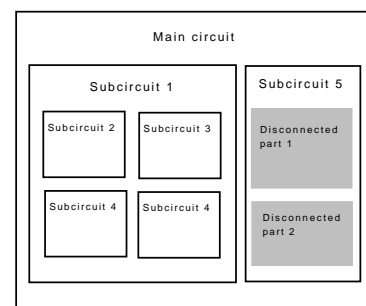 Main circuit
Subcircuit 1
Subcircuit 2
Subcircuit 3
Subcircuit 4
Subcircuit 4
Subcircuit 5
Disconnected
part 1
Disconnected
part 2